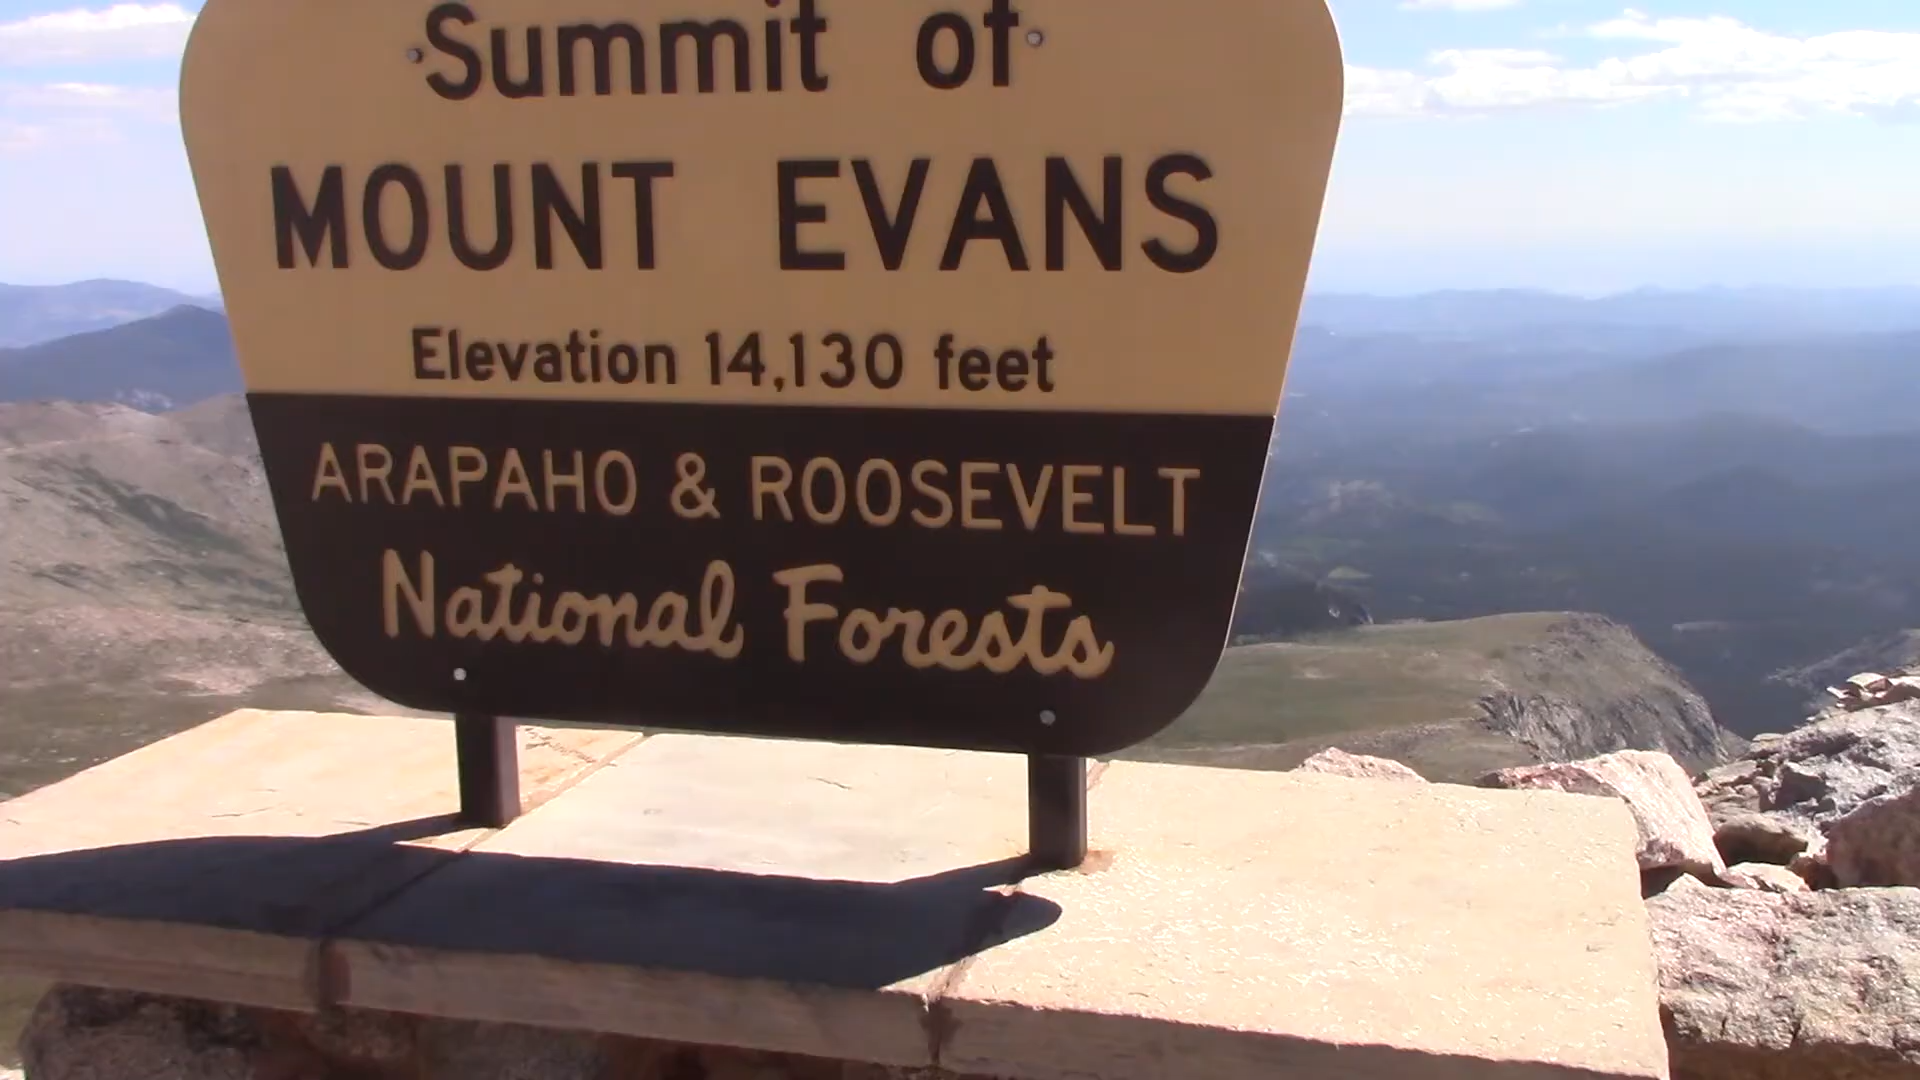 Summit of
MOUNT EVANS
Elevation 14,130 feet
ARAPAHO & ROOSEVELT
National Forests